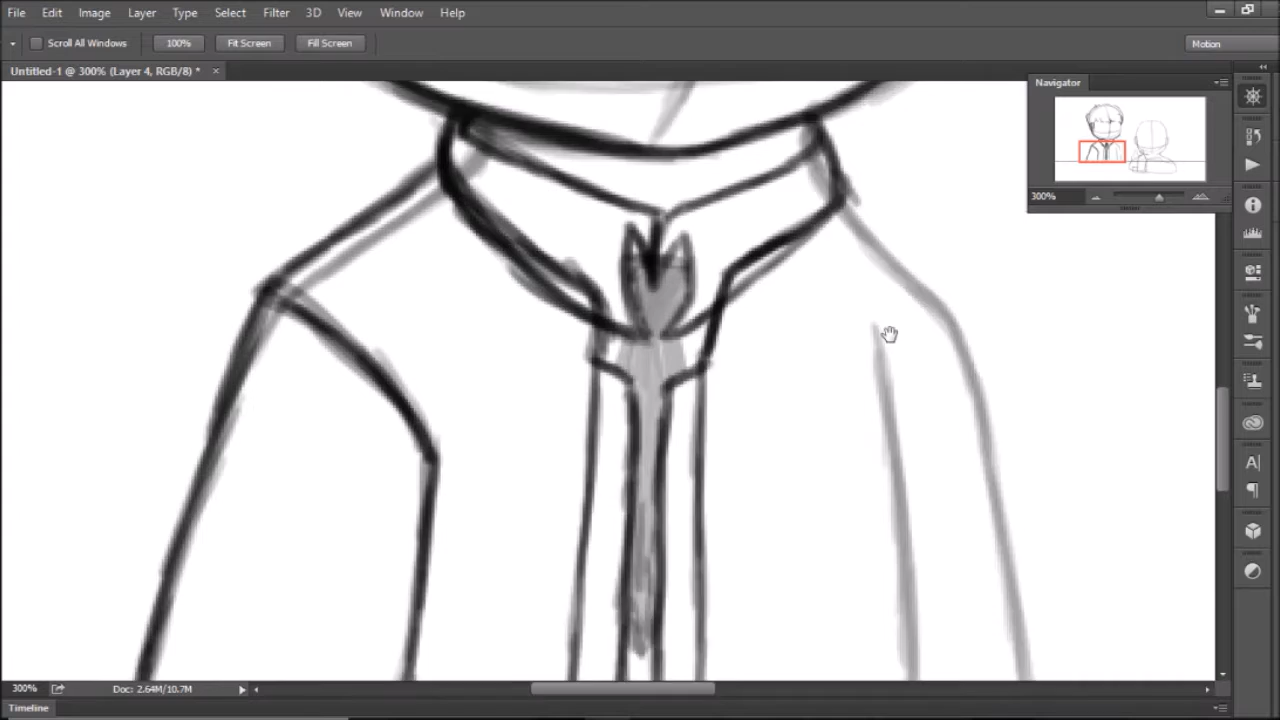 File Edit Image Layer Type Select Filter 3D View Window Help
Scroll All Windows 100% Fit Screen Fill Screen Motion
Untitled-1 @ 300% (Layer 4, RGB/8) * ×
Navigator
300%
A|
300% Doc: 2.64M/10.7M
Timeline